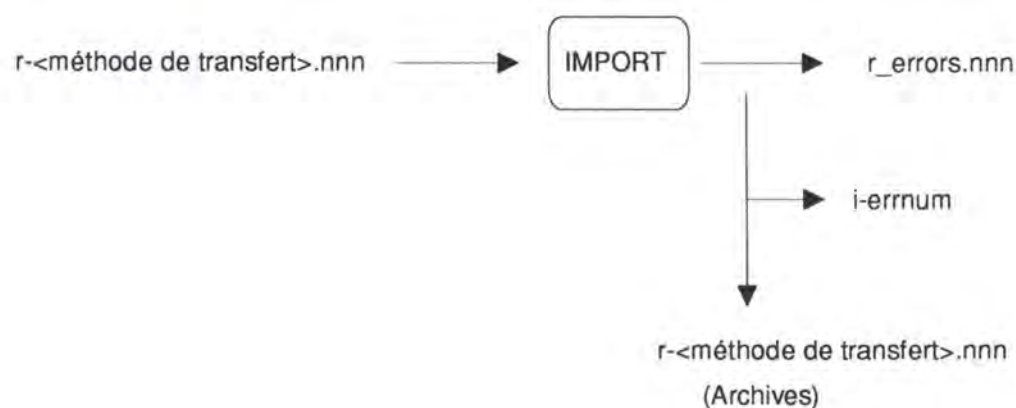 r-<méthode de transfert>.nnn
IMPORT
r_errors.nnn
i-errnum
r-<méthode de transfert>.nnn
(Archives)